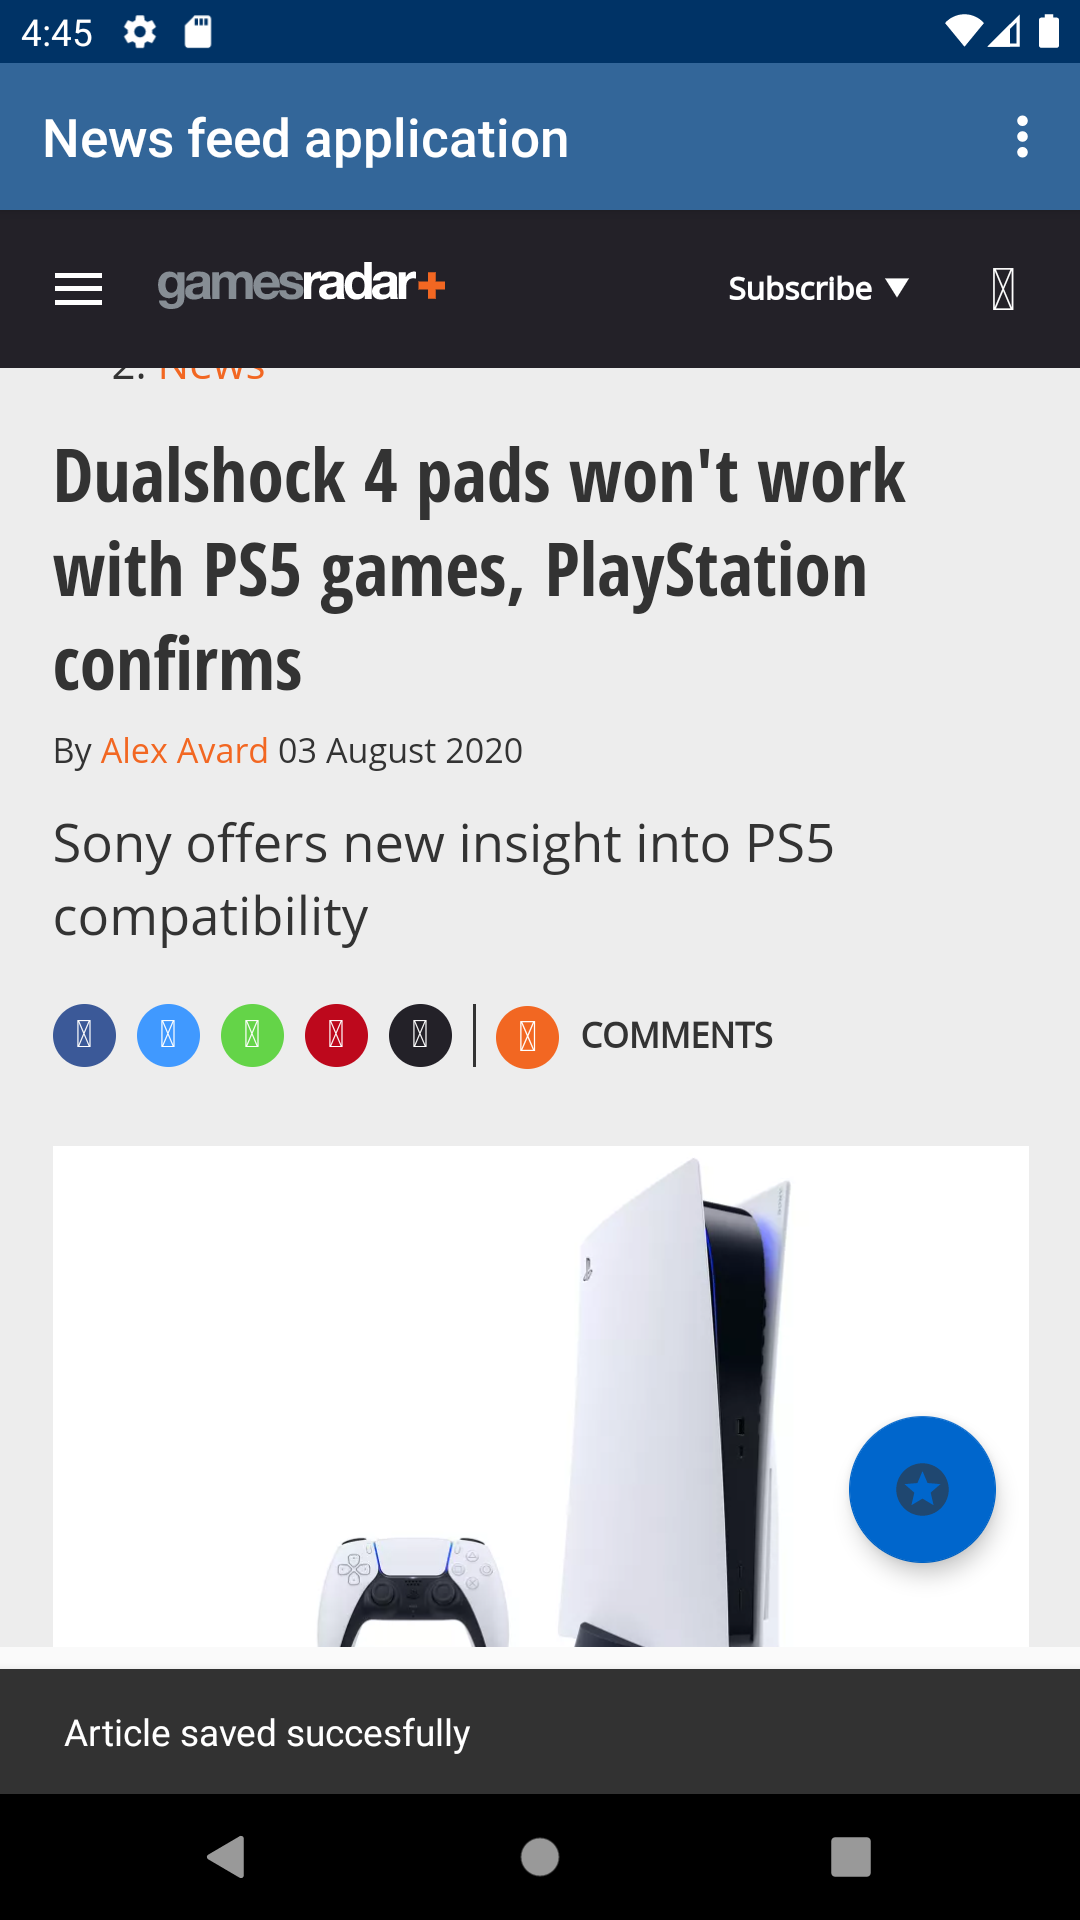 4:45
News feed application
gamesradar+
Subscribe ▼
2. News
Dualshock 4 pads won't work
with PS5 games, PlayStation
confirms
By Alex Avard 03 August 2020
Sony offers new insight into PS5
compatibility
COMMENTS
Article saved succesfully